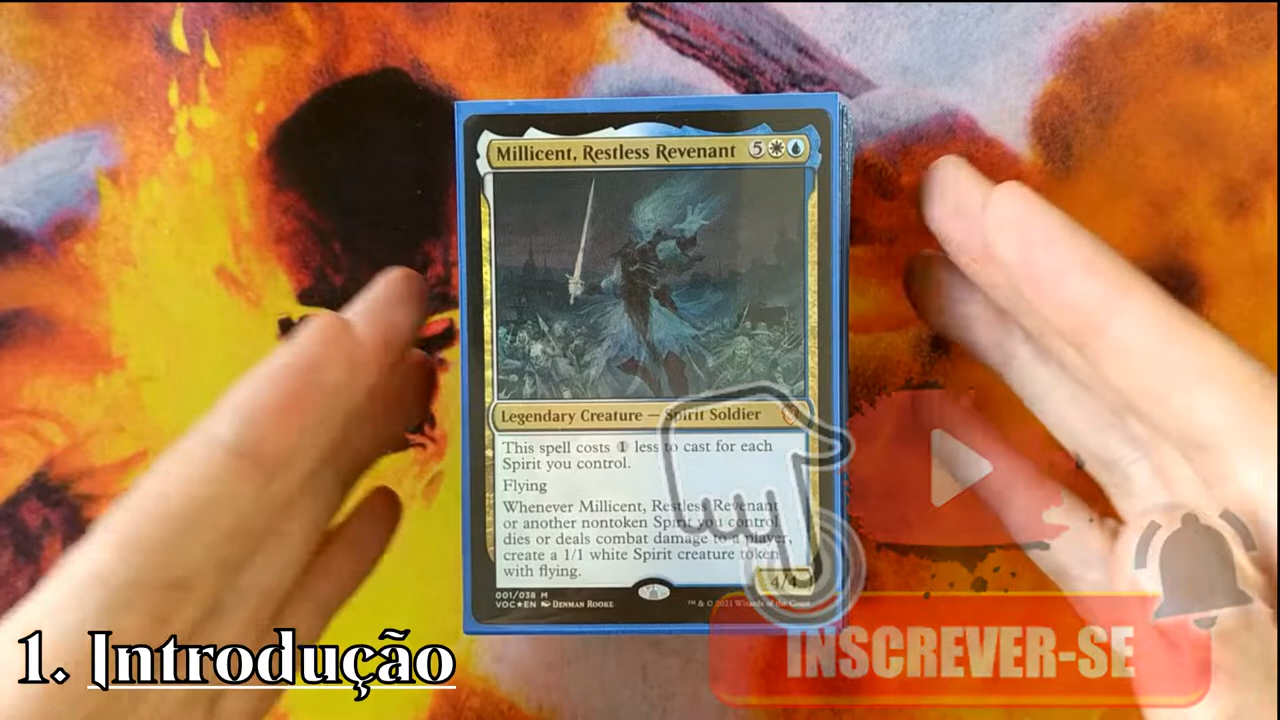 Millicent, Restless Revenant 5
Legendary Creature — Spirit Soldier
This spell costs 1 less to cast for each
Spirit you control.
Flying
Whenever Millicent, Restless Revenant
or another nontoken Spirit you control
dies or deals combat damage to a player,
create a 1/1 white Spirit creature token
with flying.
4/4
001/038 M
VOC★EN DENMAN ROOKE
™ & © 2021 Wizards of the Coast
1. Introdução
INSCREVER-SE